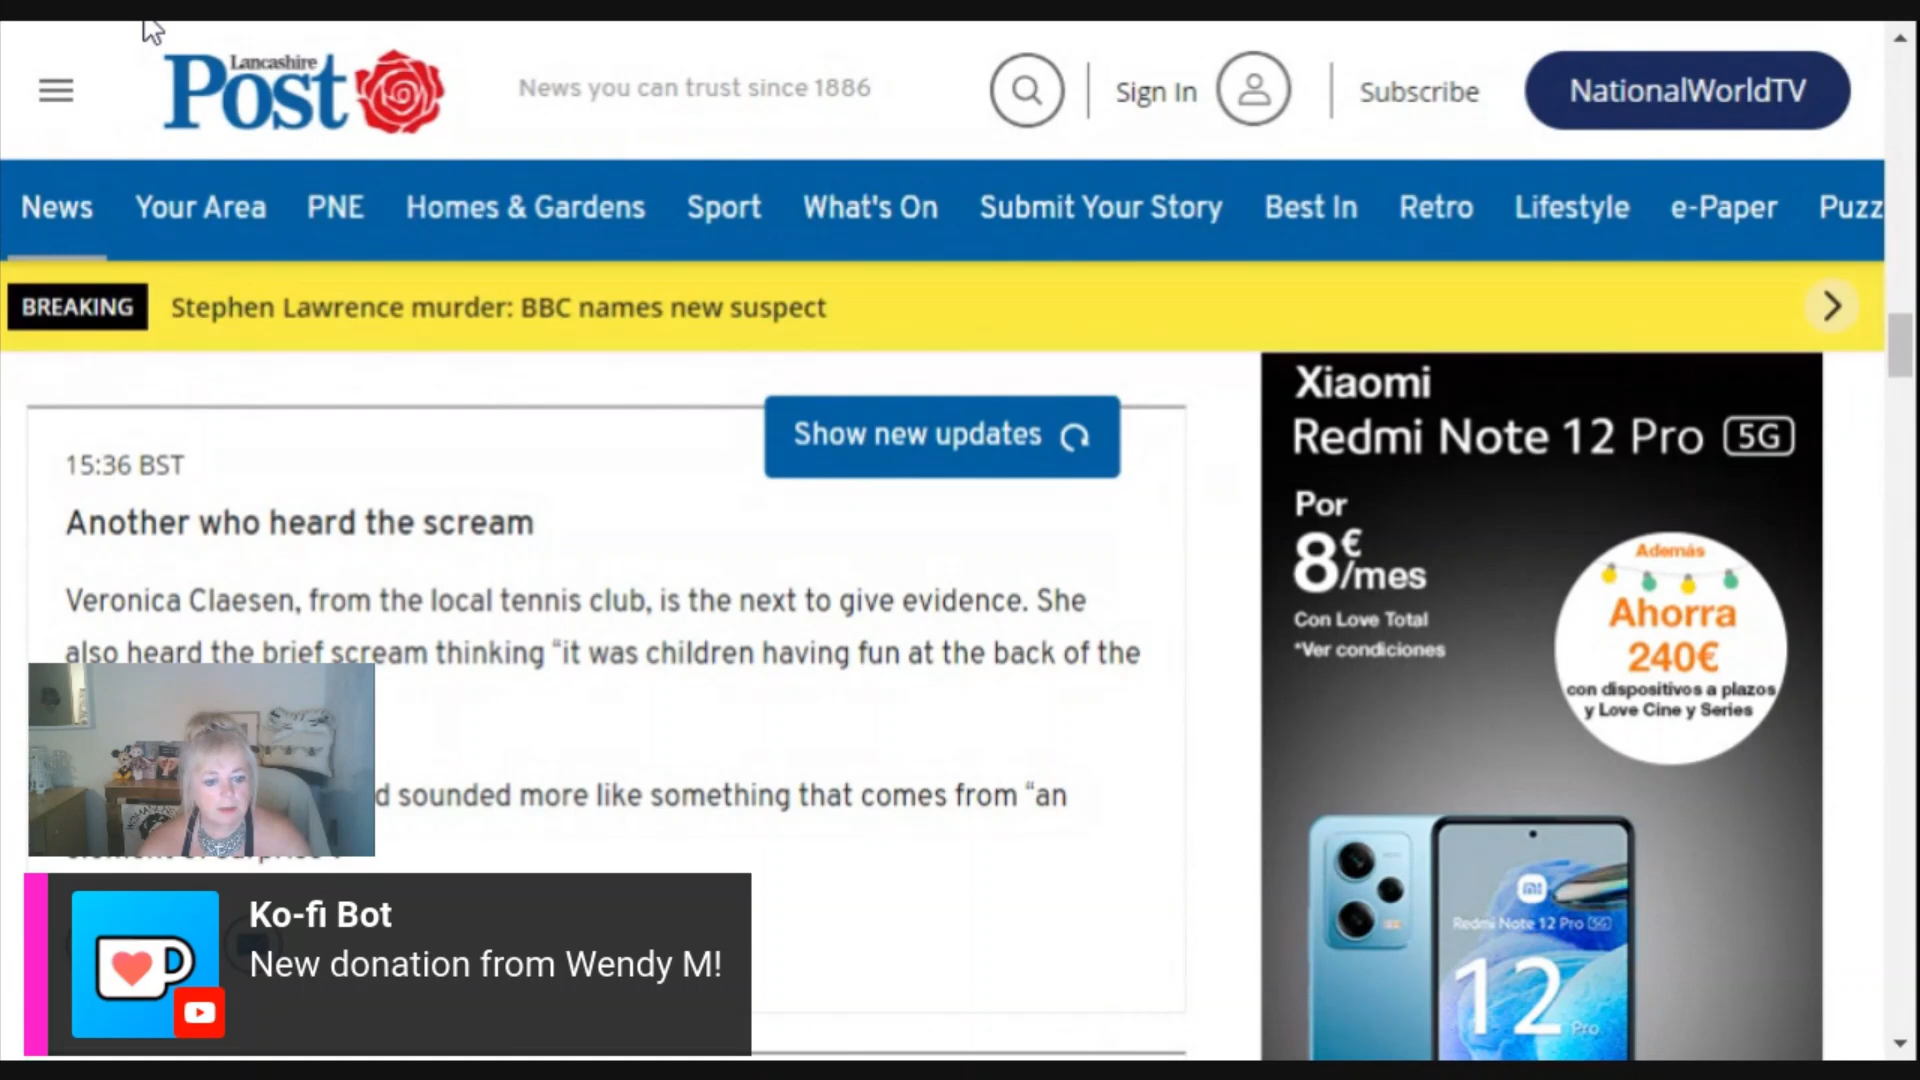 Lancashire
Post
News you can trust since 1886
Sign In
Subscribe
NationalWorldTV
News
Your Area
PNE
Homes & Gardens
Sport
What's On
Submit Your Story
Best In
Retro
Lifestyle
e-Paper
Puzz
BREAKING
Stephen Lawrence murder: BBC names new suspect
Show new updates
15:36 BST
Another who heard the scream
Veronica Claesen, from the local tennis club, is the next to give evidence. She
also heard the brief scream thinking “it was children having fun at the back of the
d sounded more like something that comes from “an
Ko-fi Bot
New donation from Wendy M!
Xiaomi
Redmi Note 12 Pro 5G
Por
8€/mes
Con Love Total
*Ver condiciones
Además
Ahorra
240€
con dispositivos a plazos
y Love Cine y Series
Redmi Note 12 Pro 5G
12 Pro